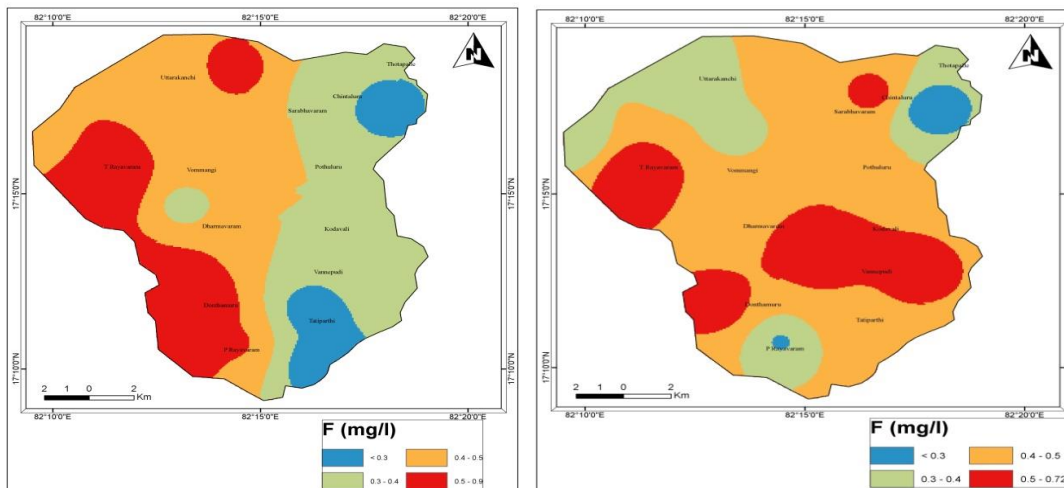 82°10'0"E 82°15'0"E 82°20'0"E
N
Thotapalle
Uttarakanchi
Chintaluru
Sarabhavaram
T Rayavaram
Vommangi
Pothuluru
Dharmavaram
Kodavali
Vannepudi
Donthamuru
Tatiparthi
P Rayavaram
17°15'0"N
17°10'0"N
2 1 0 2
Km
82°10'0"E 82°15'0"E 82°20'0"E
F (mg/l)
< 0.3 0.4 - 0.5
0.3 - 0.4 0.5 - 0.9
82°10'0"E 82°15'0"E 82°20'0"E
N
Thotapalle
Uttarakanchi
Chintaluru
Sarabhavaram
T Rayavaram
Vommangi
Pothuluru
Dharmavaram
Kodavali
Vannepudi
Donthamuru
Tatiparthi
P Rayavaram
17°15'0"N
17°10'0"N
2 1 0 2
Km
82°10'0"E 82°15'0"E 82°20'0"E
F (mg/l)
< 0.3 0.4 - 0.5
0.3 - 0.4 0.5 - 0.72